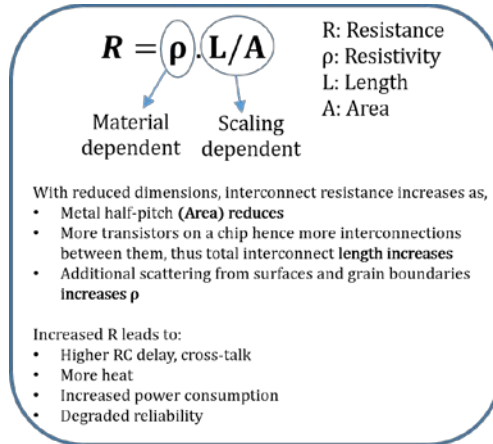 R = ρ.L/A
R: Resistance
ρ: Resistivity
L: Length
A: Area
Material
dependent
Scaling
dependent
With reduced dimensions, interconnect resistance increases as,
• Metal half-pitch (Area) reduces
• More transistors on a chip hence more interconnections
between them, thus total interconnect length increases
• Additional scattering from surfaces and grain boundaries
increases ρ
Increased R leads to:
• Higher RC delay, cross-talk
• More heat
• Increased power consumption
• Degraded reliability